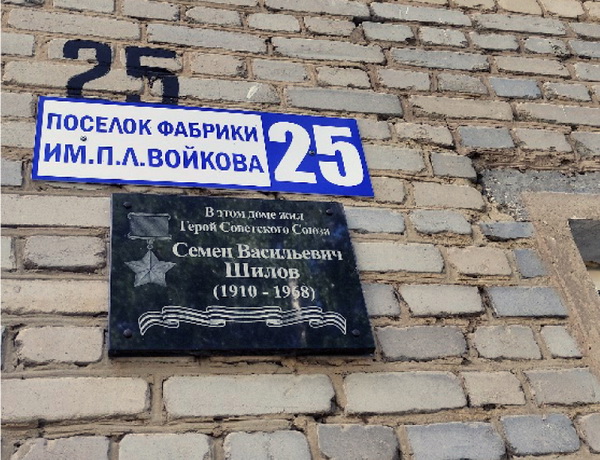 25
ПОСЕЛОК ФАБРИКИ
ИМ.П.Л.ВОЙКОВА
25
В этом доме жил
Герой Советского Союза
Семен Васильевич
Шилов
(1910 - 1968)